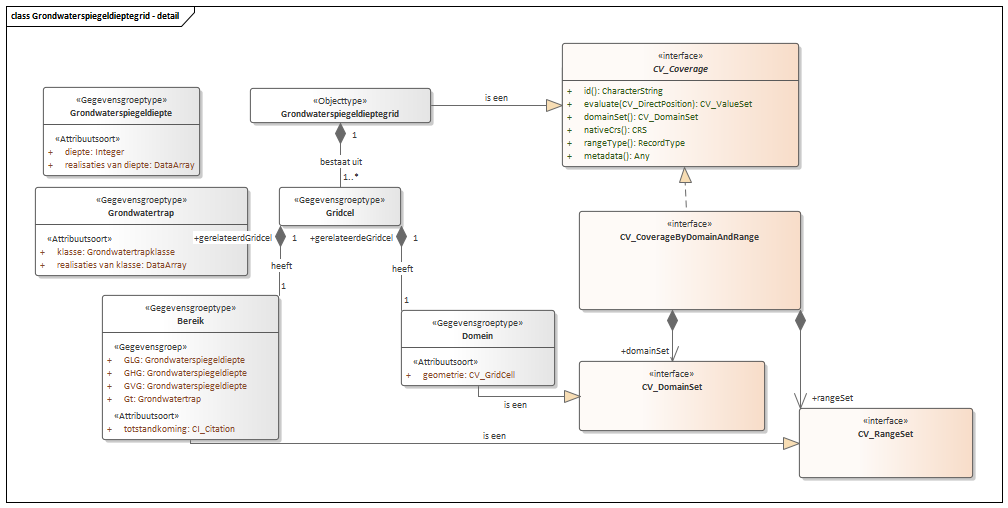 class Grondwaterspiegeldieptegrid - detail
«Gegevensgroeptype»
Grondwaterspiegeldiepte
«Attribuutsoort»
+ diepte: Integer
+ realisaties van diepte: DataArray
«Objecttype»
Grondwaterspiegeldieptegrid
is een
«interface»
CV_Coverage
+ id(): CharacterString
+ evaluate(CV_DirectPosition): CV_ValueSet
+ domainSet(): CV_DomainSet
+ nativeCrs(): CRS
+ rangeType(): RecordType
+ metadata(): Any
1
bestaat uit
1..*
«Gegevensgroeptype»
Grondwatertrap
«Attribuutsoort»
+ klasse: Grondwatertrapklasse
+ realisaties van klasse: DataArray
«Gegevensgroeptype»
Gridcel
+gerelateerdGridcel
1
heeft
1
+gerelateerdeGridcel
1
heeft
1
«interface»
CV_CoverageByDomainAndRange
«Gegevensgroeptype»
Bereik
«Gegevensgroep»
+ GLG: Grondwaterspiegeldiepte
+ GHG: Grondwaterspiegeldiepte
+ GVG: Grondwaterspiegeldiepte
+ Gt: Grondwatertrap
«Attribuutsoort»
+ totstandkoming: CI_Citation
«Gegevensgroeptype»
Domein
«Attribuutsoort»
+ geometrie: CV_GridCell
is een
+domainSet
«interface»
CV_DomainSet
+rangeSet
«interface»
CV_RangeSet
is een